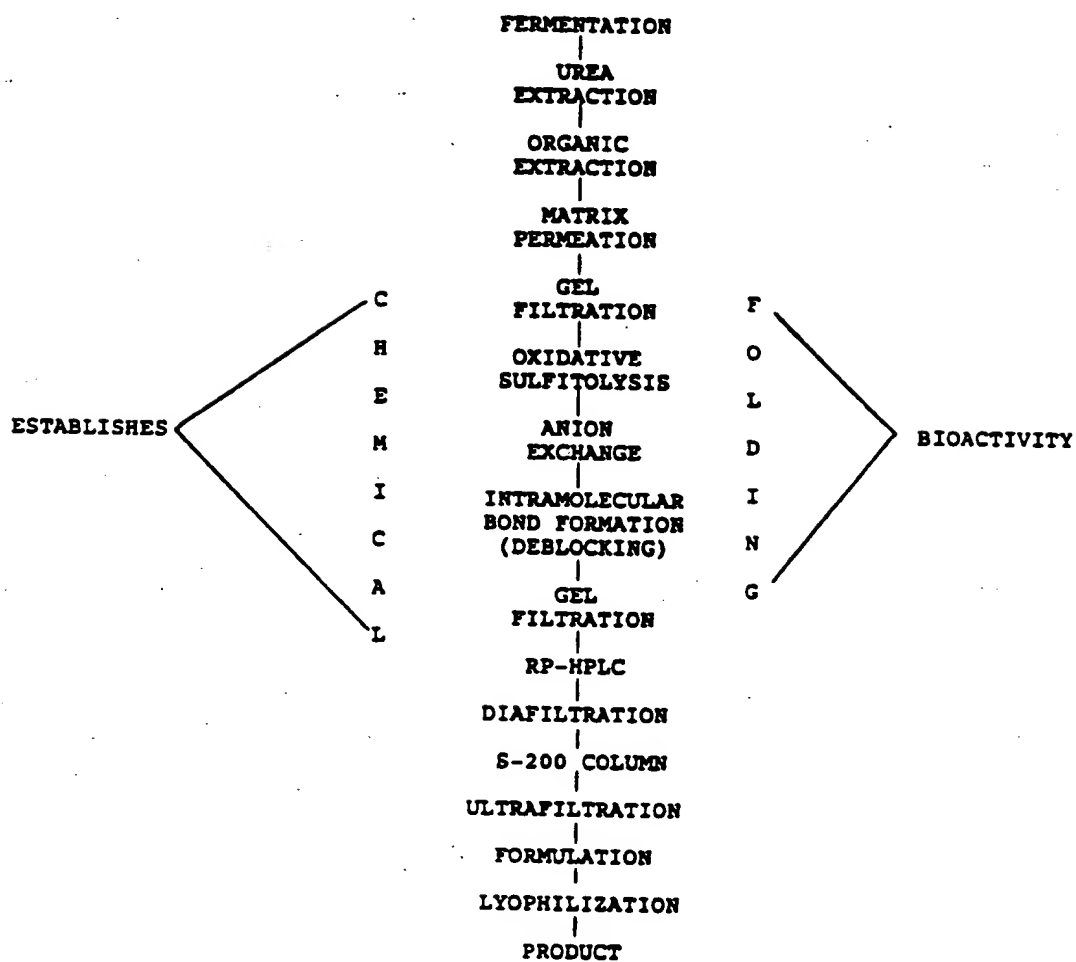 FERMENTATION
UREA
EXTRACTION
ORGANIC
EXTRACTION
MATRIX
PERMEATION
GEL
FILTRATION
OXIDATIVE
SULFITOLYSIS
ANION
EXCHANGE
INTRAMOLECULAR
BOND FORMATION
(DEBLOCKING)
GEL
FILTRATION
RP-HPLC
DIAFILTRATION
S-200 COLUMN
ULTRAFILTRATION
FORMULATION
LYOPHILIZATION
PRODUCT
ESTABLISHES
C
H
E
M
I
C
A
L
F
O
L
D
I
N
G
BIOACTIVITY